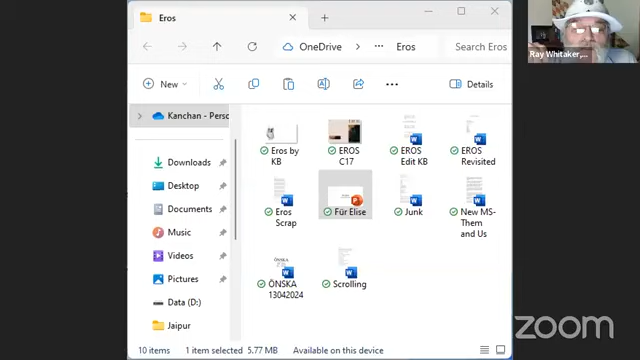 Eros
OneDrive
Eros
Search Eros
New
Details
Kanchan - Persc
Downloads
Desktop
Documents
Music
Videos
Pictures
Data (D:)
Jaipur
Eros by
KB
EROS
C17
EROS
Edit KB
EROS
Revisited
Eros
Scrap
Für Elise
Junk
New MS-
Them
and Us
ÖNSKA
13042024
Scrolling
10 items
1 item selected 5.77 MB
Available on this device
Ray Whitaker,...
zoom